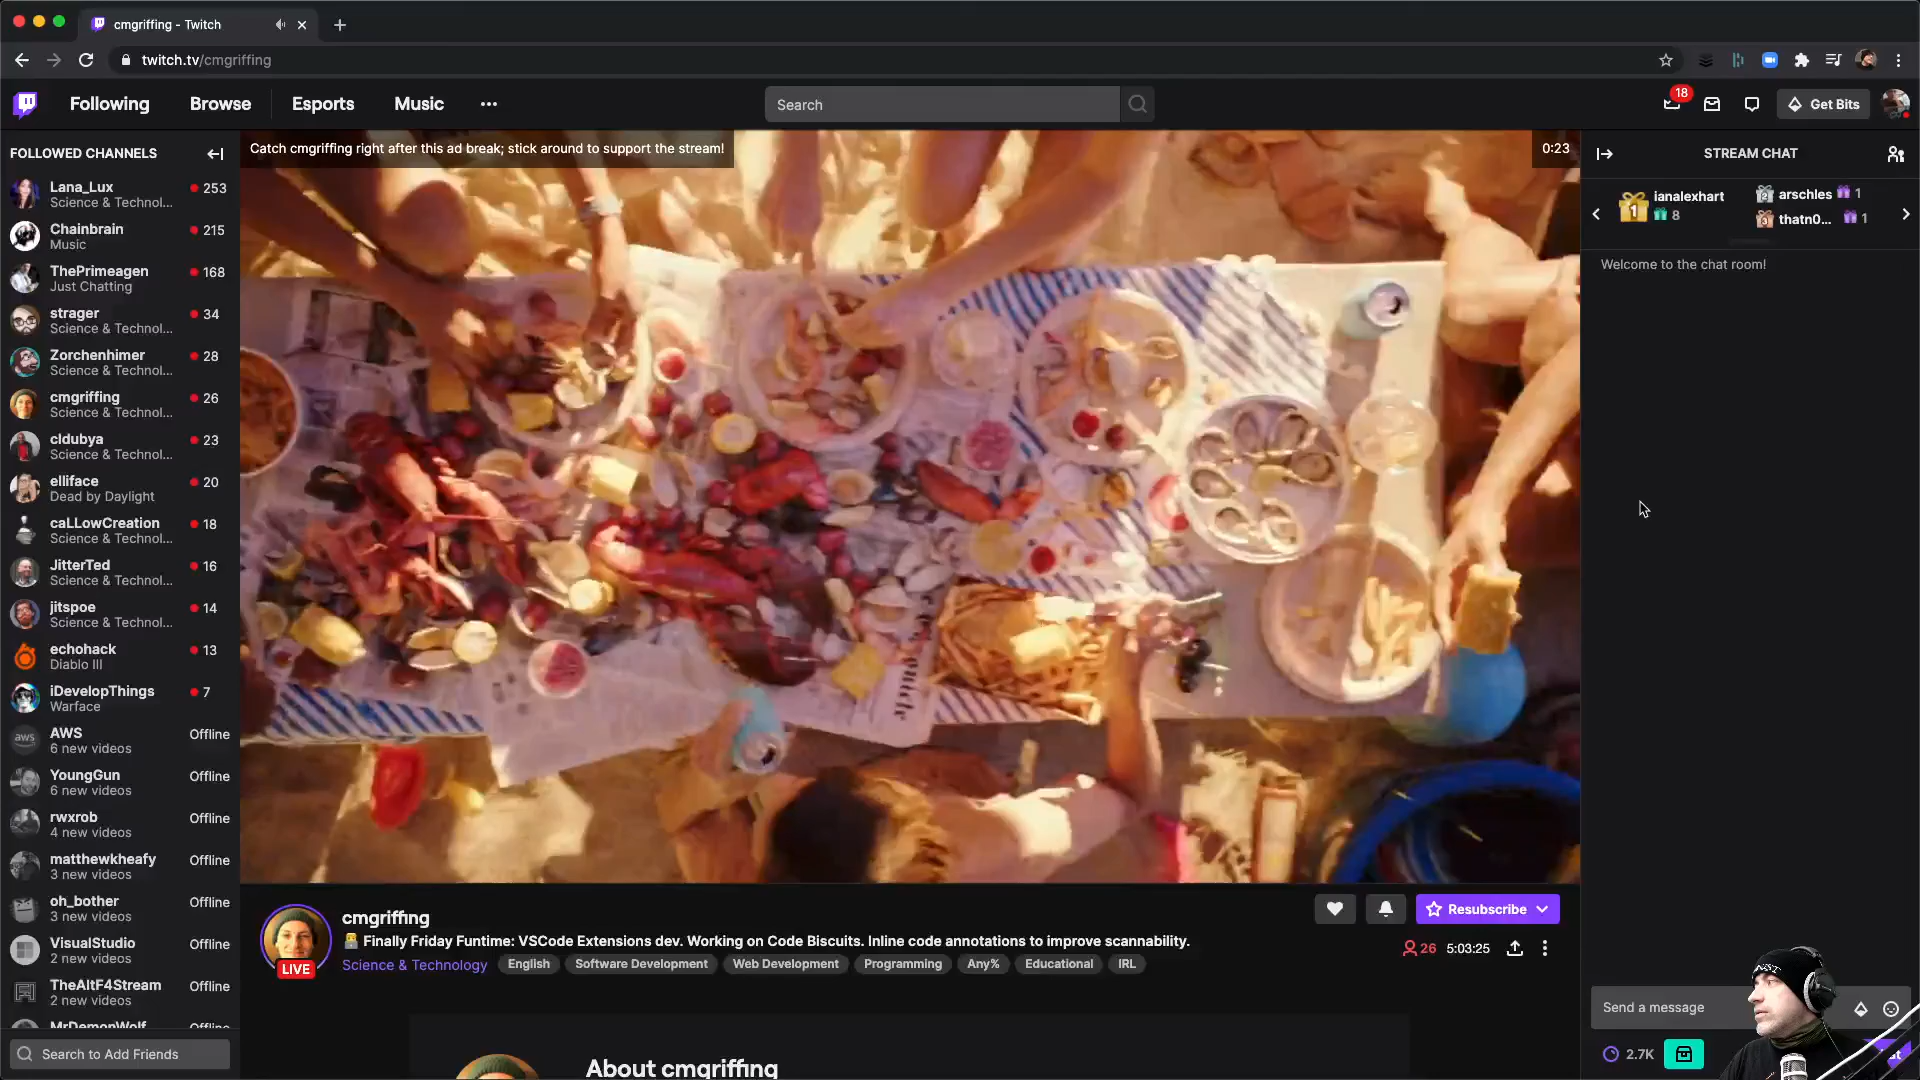 cmgriffing - Twitch
twitch.tv/cmgriffing
Following
Browse
Esports
Music
Search
18
Get Bits
FOLLOWED CHANNELS
Lana_Lux
253
Science & Technol...
Chainbrain
215
Music
ThePrimeagen
168
Just Chatting
strager
34
Science & Technol...
Zorchenhimer
28
Science & Technol...
cmgriffing
26
Science & Technol...
cldubya
23
Science & Technol...
elliface
20
Dead by Daylight
caLLowCreation
18
Science & Technol...
JitterTed
16
Science & Technol...
jitspoe
14
Science & Technol...
echohack
13
Diablo III
iDevelopThings
7
Warface
aws
AWS
Offline
6 new videos
YoungGun
Offline
6 new videos
rwxrob
Offline
4 new videos
matthewkheafy
Offline
3 new videos
oh_bother
Offline
3 new videos
VisualStudio
Offline
2 new videos
TheAltF4Stream
Offline
2 new videos
MrDemonWolf
Offline
Search to Add Friends
Catch cmgriffing right after this ad break; stick around to support the stream!
0:23
cmgriffing
Finally Friday Funtime: VSCode Extensions dev. Working on Code Biscuits. Inline code annotations to improve scannability.
LIVE
Science & Technology
English
Software Development
Web Development
Programming
Any%
Educational
IRL
Resubscribe
26
5:03:25
About cmgriffing
STREAM CHAT
1
ianalexhart
8
2
arschles
1
3
thatn0...
1
Welcome to the chat room!
Send a message
2.7K